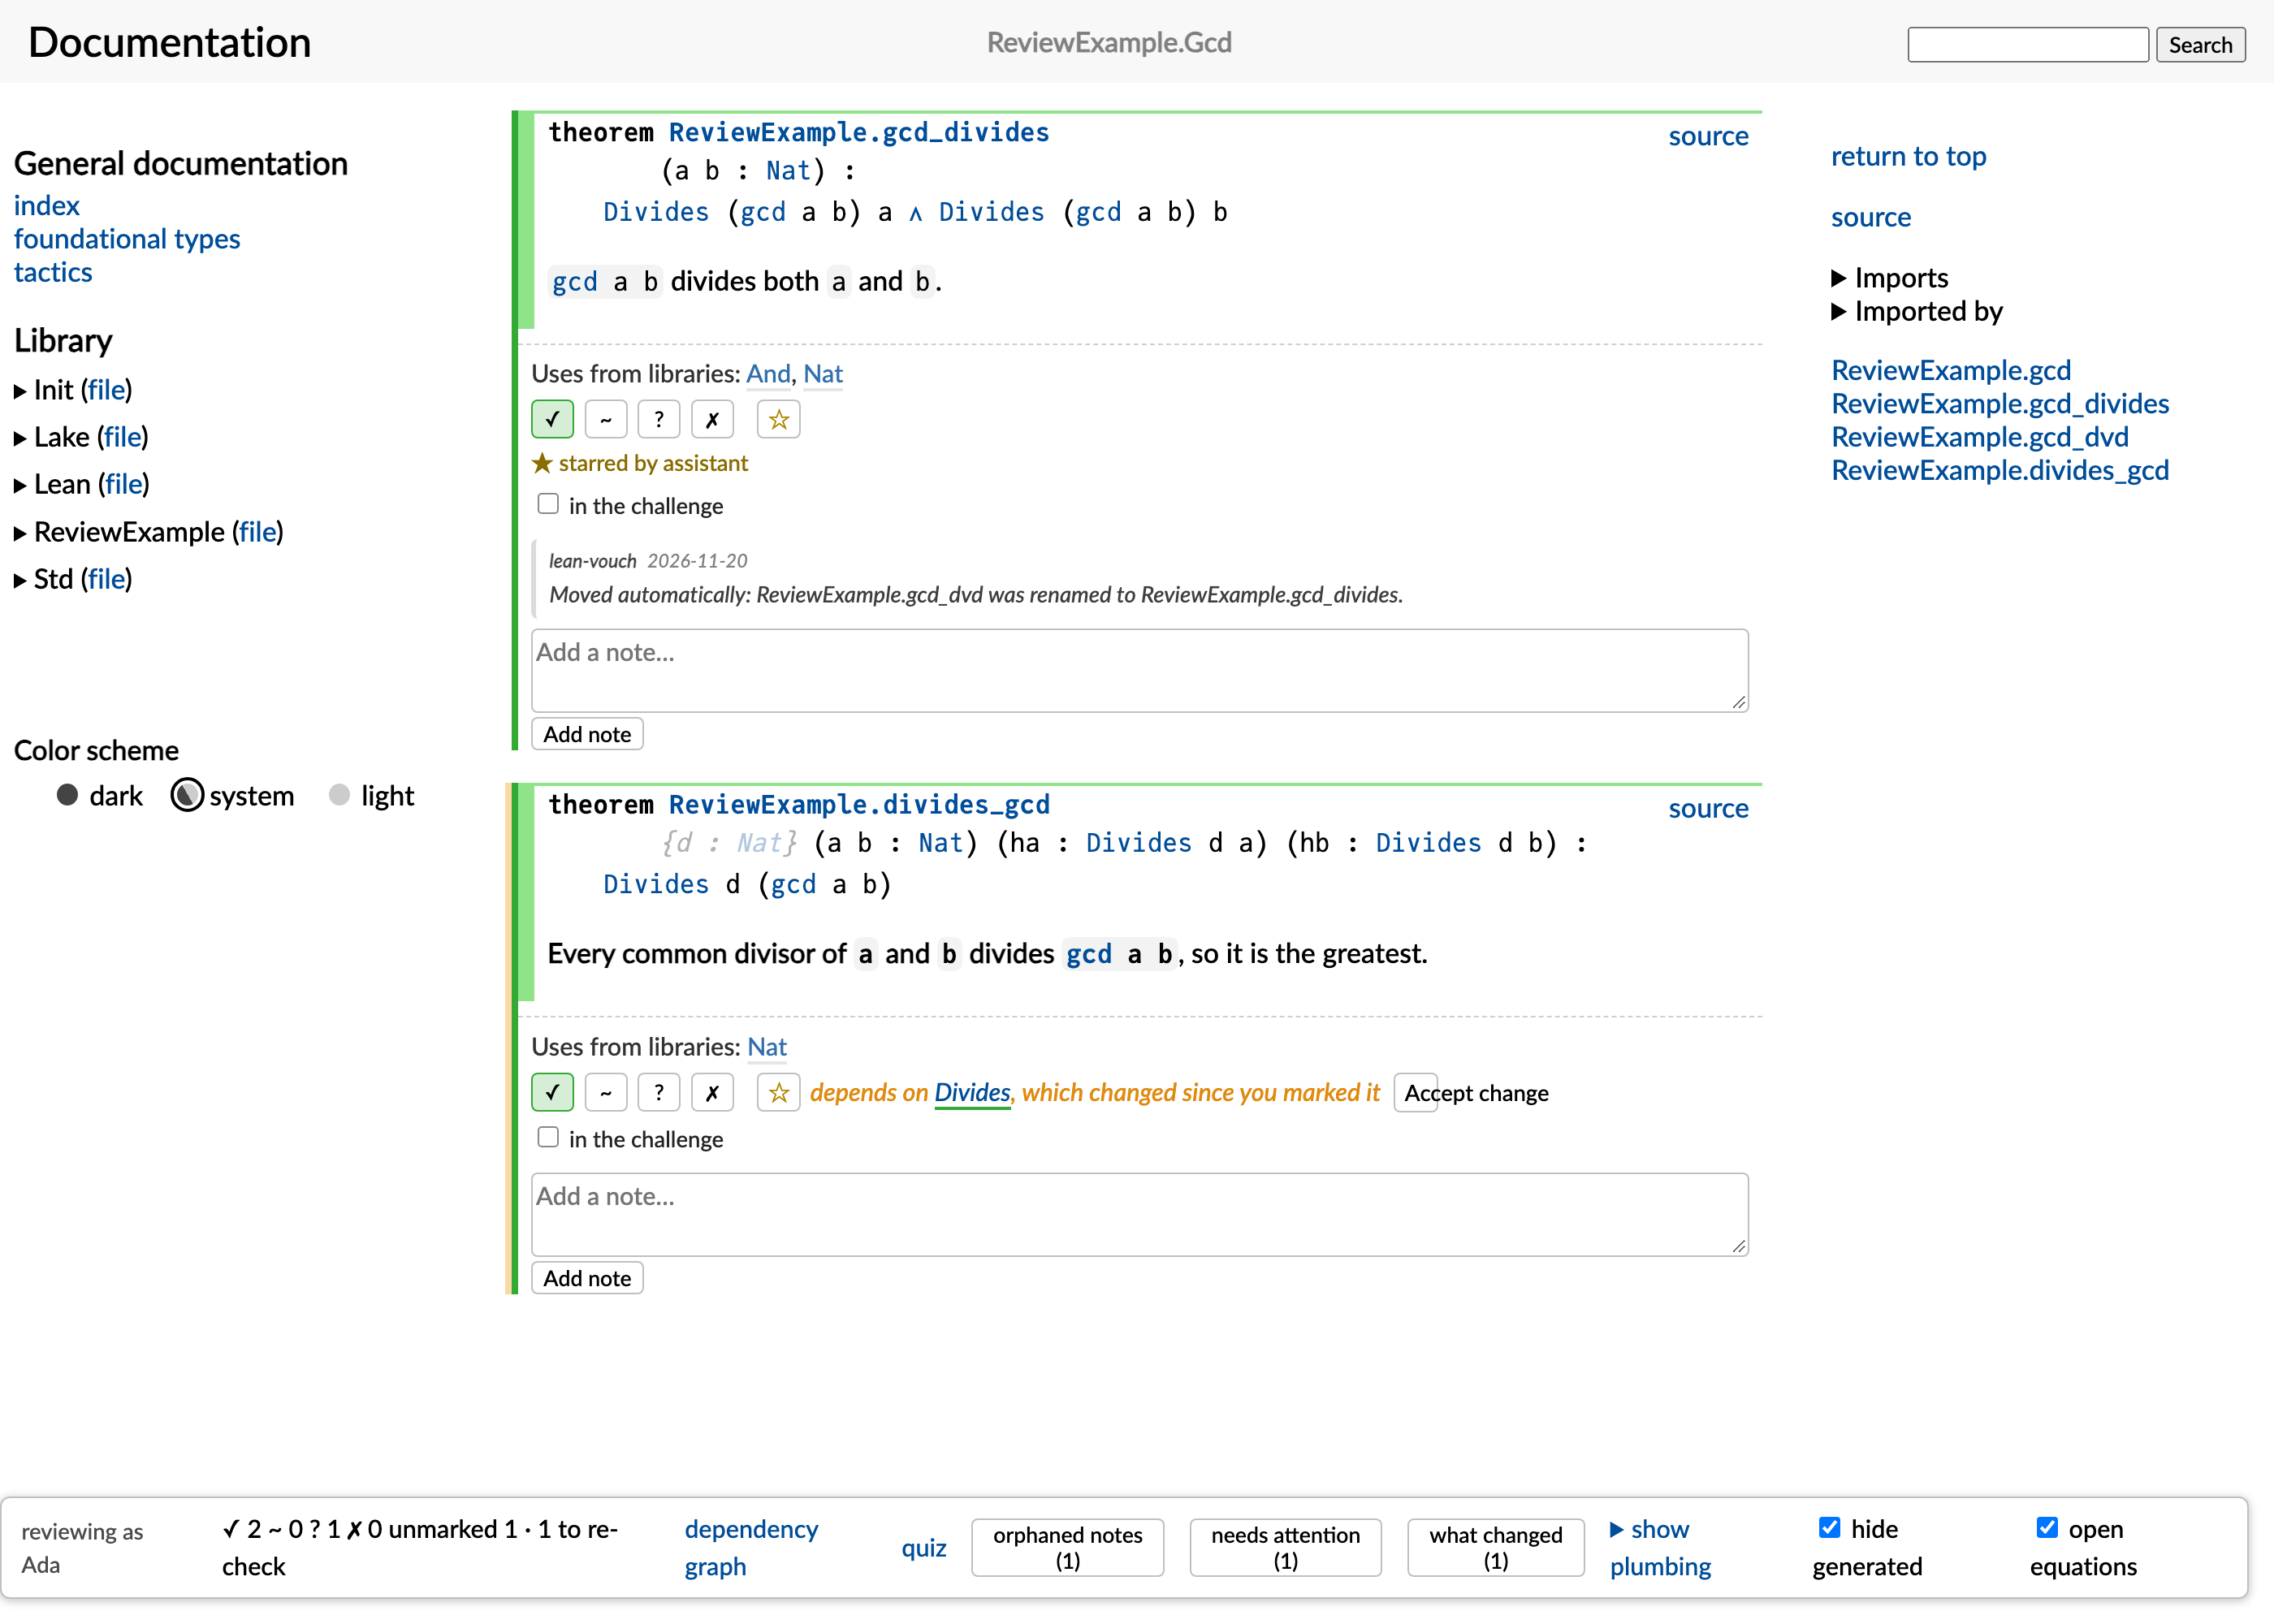 Documentation
ReviewExample.Gcd
Search
General documentation
index
foundational types
tactics
Library
▶ Init (file)
▶ Lake (file)
▶ Lean (file)
▶ ReviewExample (file)
▶ Std (file)
Color scheme
dark system light
theorem ReviewExample.gcd_divides
source
(a b : Nat) :
Divides (gcd a b) a ∧ Divides (gcd a b) b
gcd a b divides both a and b.
Uses from libraries: And, Nat
✓ ~ ? ✗ ☆
★ starred by assistant
in the challenge
lean-vouch 2026-11-20
Moved automatically: ReviewExample.gcd_dvd was renamed to ReviewExample.gcd_divides.
Add a note...
Add note
theorem ReviewExample.divides_gcd
source
{d : Nat} (a b : Nat) (ha : Divides d a) (hb : Divides d b) :
Divides d (gcd a b)
Every common divisor of a and b divides gcd a b, so it is the greatest.
Uses from libraries: Nat
✓ ~ ? ✗ ☆ depends on Divides, which changed since you marked it Accept change
in the challenge
Add a note...
Add note
return to top
source
▶ Imports
▶ Imported by
ReviewExample.gcd
ReviewExample.gcd_divides
ReviewExample.gcd_dvd
ReviewExample.divides_gcd
reviewing as
Ada
✓ 2 ~ 0 ? 1 ✗ 0 unmarked 1 · 1 to re-
check
dependency
graph
quiz
orphaned notes
(1)
needs attention
(1)
what changed
(1)
▶ show
plumbing
hide
generated
open
equations